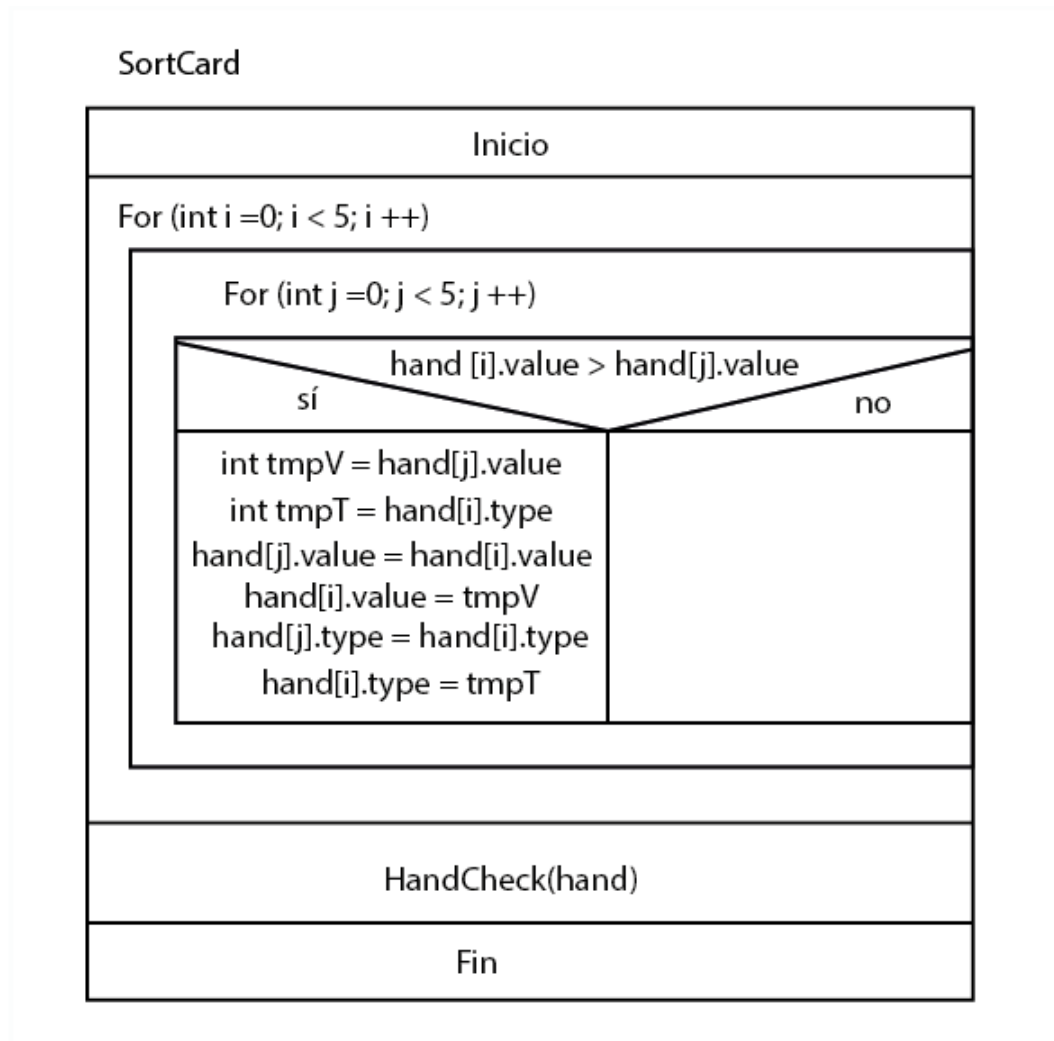 SortCard
Inicio
For (int i =0; i < 5; i ++)
For (int j =0; j < 5; j ++)
hand [i].value > hand[j].value
sí
no
int tmpV = hand[j].value
int tmpT = hand[i].type
hand[j].value = hand[i].value
hand[i].value = tmpV
hand[j].type = hand[i].type
hand[i].type = tmpT
HandCheck(hand)
Fin